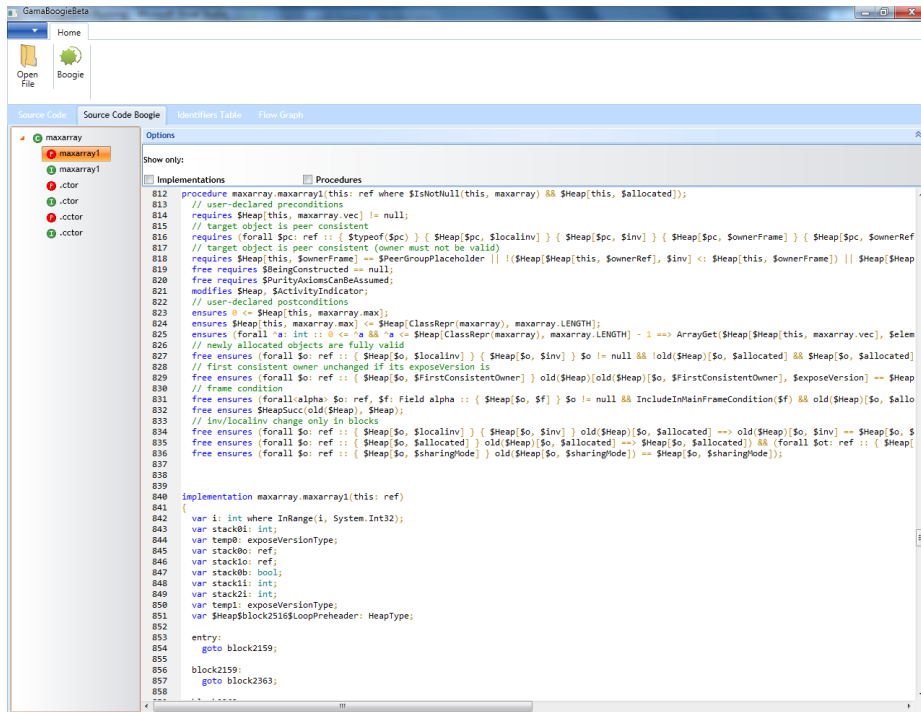 GamaBoogieBeta
Home
Open File
Boogie
Source Code
Source Code Boogie
Identifiers Table
Flow Graph
maxarray
maxarray1
maxarray1
.ctor
.ctor
.cctor
.cctor
Options
Show only:
Implementations
Procedures
812 procedure maxarray.maxarray1(this: ref where $IsNotNull(this, maxarray) && $Heap[this, $allocated]);
813 // user-declared preconditions
814 requires $Heap[this, maxarray.vec] != null;
815 // target object is peer consistent
816 requires (forall $pc: ref :: { $typeof($pc) } { $Heap[$pc, $localinv] } { $Heap[$pc, $inv] } { $Heap[$pc, $ownerFrame] } { $Heap[$pc, $ownerRef
817 // target object is peer consistent (owner must not be valid)
818 requires $Heap[this, $ownerFrame] == $PeerGroupPlaceholder || !($Heap[$Heap[this, $ownerRef], $inv] <: $Heap[this, $ownerFrame]) || $Heap[$Heap
819 free requires $BeingConstructed == null;
820 free requires $PurityAxiomsCanBeAssumed;
821 modifies $Heap, $ActivityIndicator;
822 // user-declared postconditions
823 ensures 0 <= $Heap[this, maxarray.max];
824 ensures $Heap[this, maxarray.max] <= $Heap[ClassRepr(maxarray), maxarray.LENGTH];
825 ensures (forall ^a: int :: 0 <= ^a && ^a <= $Heap[ClassRepr(maxarray), maxarray.LENGTH] - 1 ==> ArrayGet($Heap[$Heap[this, maxarray.vec], $elem
826 // newly allocated objects are fully valid
827 free ensures (forall $o: ref :: { $Heap[$o, $localinv] } { $Heap[$o, $inv] } $o != null && !old($Heap)[$o, $allocated] && $Heap[$o, $allocated]
828 // first consistent owner unchanged if its exposeVersion is
829 free ensures (forall $o: ref :: { $Heap[$o, $FirstConsistentOwner] } old($Heap)[old($Heap)[$o, $FirstConsistentOwner], $exposeVersion] == $Heap
830 // frame condition
831 free ensures (forall<alpha> $o: ref, $f: Field alpha :: { $Heap[$o, $f] } $o != null && IncludeInMainFrameCondition($f) && old($Heap)[$o, $allo
832 free ensures $HeapSucc(old($Heap), $Heap);
833 // inv/localinv change only in blocks
834 free ensures (forall $o: ref :: { $Heap[$o, $localinv] } { $Heap[$o, $inv] } old($Heap)[$o, $allocated] ==> old($Heap)[$o, $inv] == $Heap[$o, $
835 free ensures (forall $o: ref :: { $Heap[$o, $allocated] } old($Heap)[$o, $allocated] ==> $Heap[$o, $allocated]) && (forall $ot: ref :: { $Heap[
836 free ensures (forall $o: ref :: { $Heap[$o, $sharingMode] } old($Heap[$o, $sharingMode]) == $Heap[$o, $sharingMode]);
837
838
839
840 implementation maxarray.maxarray1(this: ref)
841 {
842 var i: int where InRange(i, System.Int32);
843 var stack0i: int;
844 var temp0: exposeVersionType;
845 var stack0o: ref;
846 var stack1o: ref;
847 var stack0b: bool;
848 var stack1i: int;
849 var stack2i: int;
850 var temp1: exposeVersionType;
851 var $Heap$block2516$LoopPreheader: HeapType;
852
853 entry:
854 goto block2159;
855
856 block2159:
857 goto block2363;
858